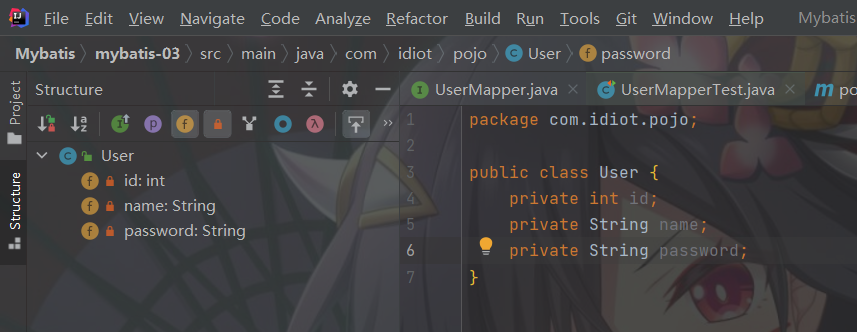 File Edit View Navigate Code Analyze Refactor Build Run Tools Git Window Help Mybatis
Mybatis mybatis-03 src main java com idiot pojo User password
Project
Structure
Structure
UserMapper.java UserMapperTest.java po
User
id: int
name: String
password: String
1 package com.idiot.pojo;
2
3 public class User {
4 private int id;
5 private String name;
6 private String password;
7 }